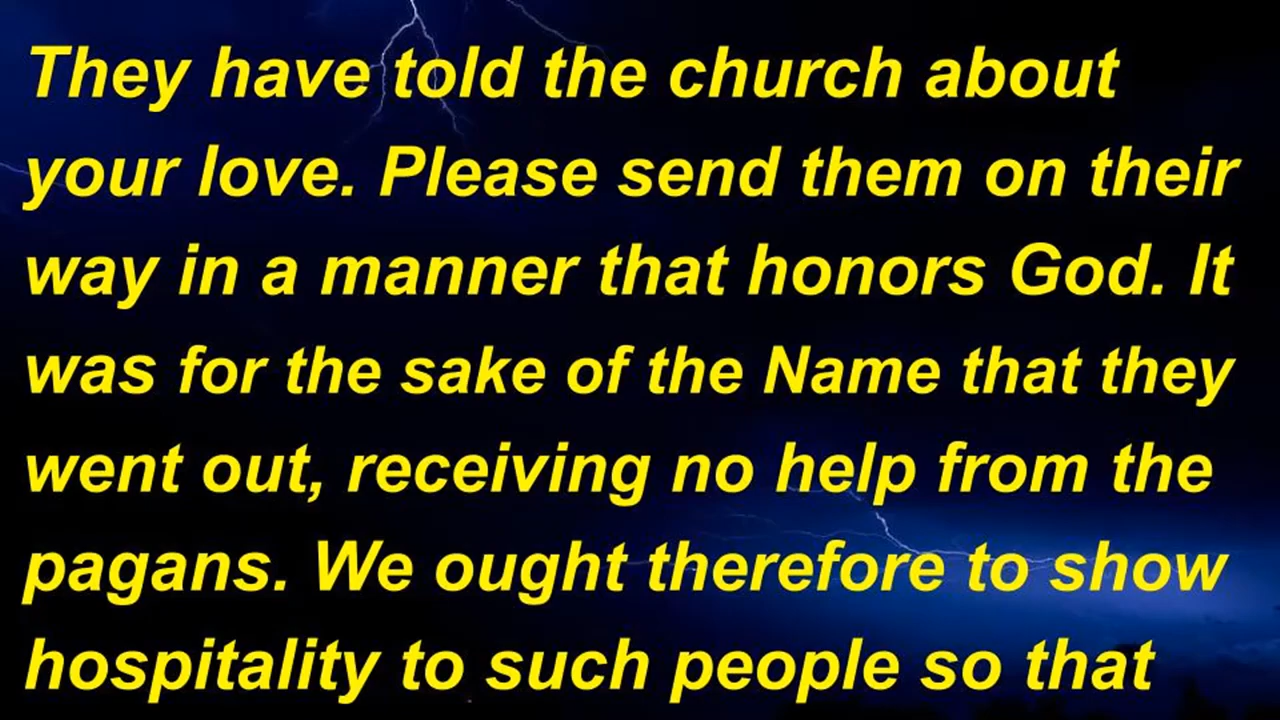 They have told the church about
your love. Please send them on their
way in a manner that honors God. It
was for the sake of the Name that they
went out, receiving no help from the
pagans. We ought therefore to show
hospitality to such people so that